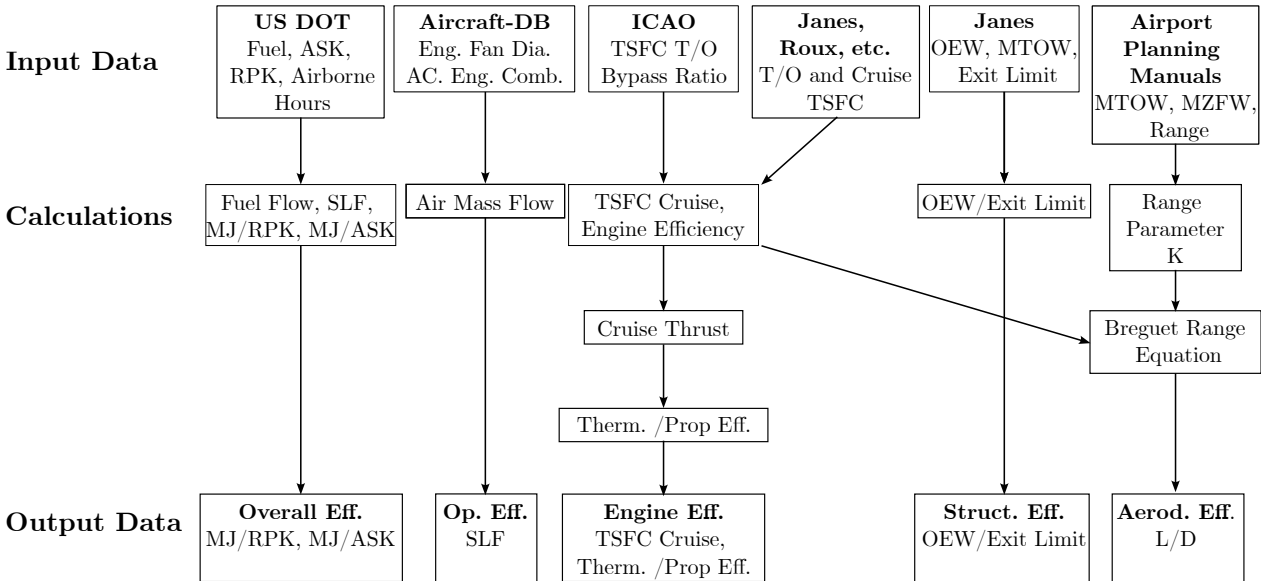 Input Data
US DOT
Fuel, ASK,
RPK, Airborne
Hours
Aircraft-DB
Eng. Fan Dia.
AC. Eng. Comb.
ICAO
TSFC T/O
Bypass Ratio
Janes,
Roux, etc.
T/O and Cruise
TSFC
Janes
OEW, MTOW,
Exit Limit
Airport
Planning
Manuals
MTOW, MZFW,
Range
Calculations
Fuel Flow, SLF,
MJ/RPK, MJ/ASK
Air Mass Flow
TSFC Cruise,
Engine Efficiency
OEW/Exit Limit
Range
Parameter
K
Cruise Thrust
Breguet Range
Equation
Therm. /Prop Eff.
Output Data
Overall Eff.
MJ/RPK, MJ/ASK
Op. Eff.
SLF
Engine Eff.
TSFC Cruise,
Therm. /Prop Eff.
Struct. Eff.
OEW/Exit Limit
Aerod. Eff.
L/D